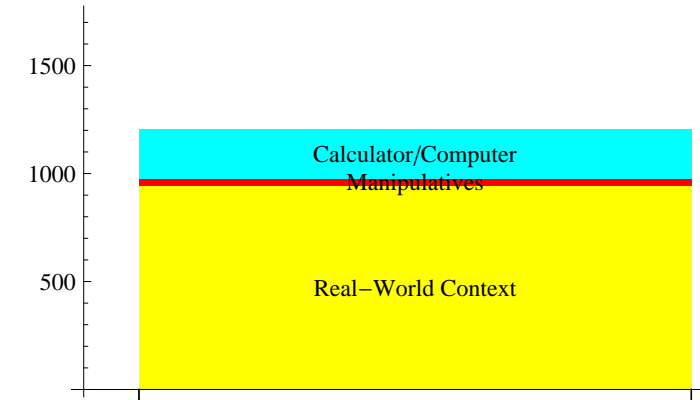 1500
Calculator/Computer
1000
Manipulatives
500
Real−World Context